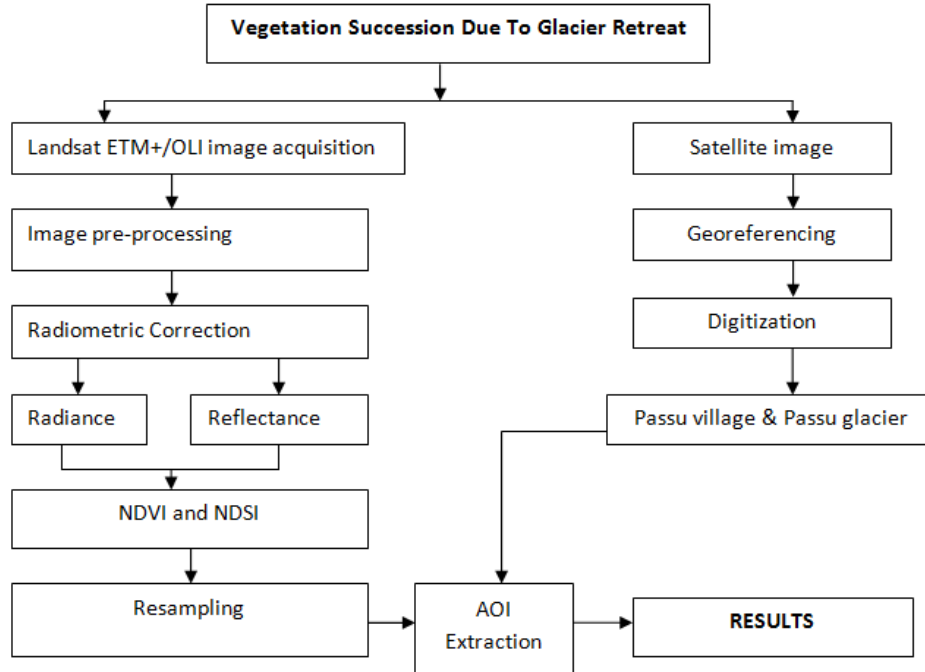 Vegetation Succession Due To Glacier Retreat
Landsat ETM+/OLI image acquisition
Satellite image
Image pre-processing
Georeferencing
Radiometric Correction
Digitization
Radiance
Reflectance
Passu village & Passu glacier
NDVI and NDSI
Resampling
AOI
Extraction
RESULTS